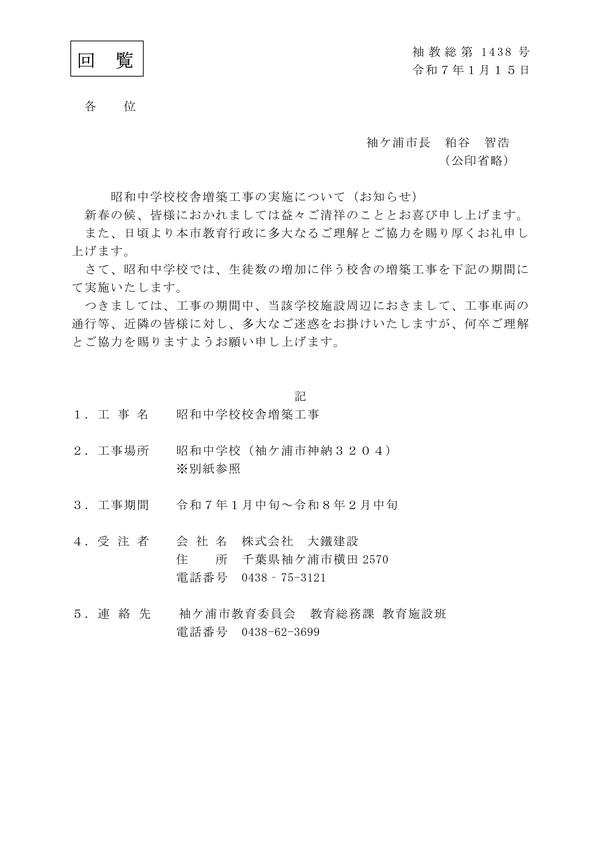 回　覧
袖教総第 1438 号
令和７年１月１５日
各　　位
袖ケ浦市長　粕谷　智浩
（公印省略）
昭和中学校校舎増築工事の実施について（お知らせ）
新春の候、皆様におかれましては益々ご清祥のこととお喜び申し上げます。
また、日頃より本市教育行政に多大なるご理解とご協力を賜り厚くお礼申し
上げます。
さて、昭和中学校では、生徒数の増加に伴う校舎の増築工事を下記の期間に
て実施いたします。
つきましては、工事の期間中、当該学校施設周辺におきまして、工事車両の
通行等、近隣の皆様に対し、多大なご迷惑をお掛けいたしますが、何卒ご理解
とご協力を賜りますようお願い申し上げます。
記
１．工 事 名　　昭和中学校校舎増築工事
２．工事場所　　昭和中学校（袖ケ浦市神納３２０４）
※別紙参照
３．工事期間　　令和７年１月中旬～令和８年２月中旬
４．受 注 者　　会 社 名　株式会社　大鐵建設
住　　所　千葉県袖ケ浦市横田 2570
電話番号　0438‐75-3121
５．連 絡 先　　袖ケ浦市教育委員会　教育総務課 教育施設班
電話番号　0438-62-3699